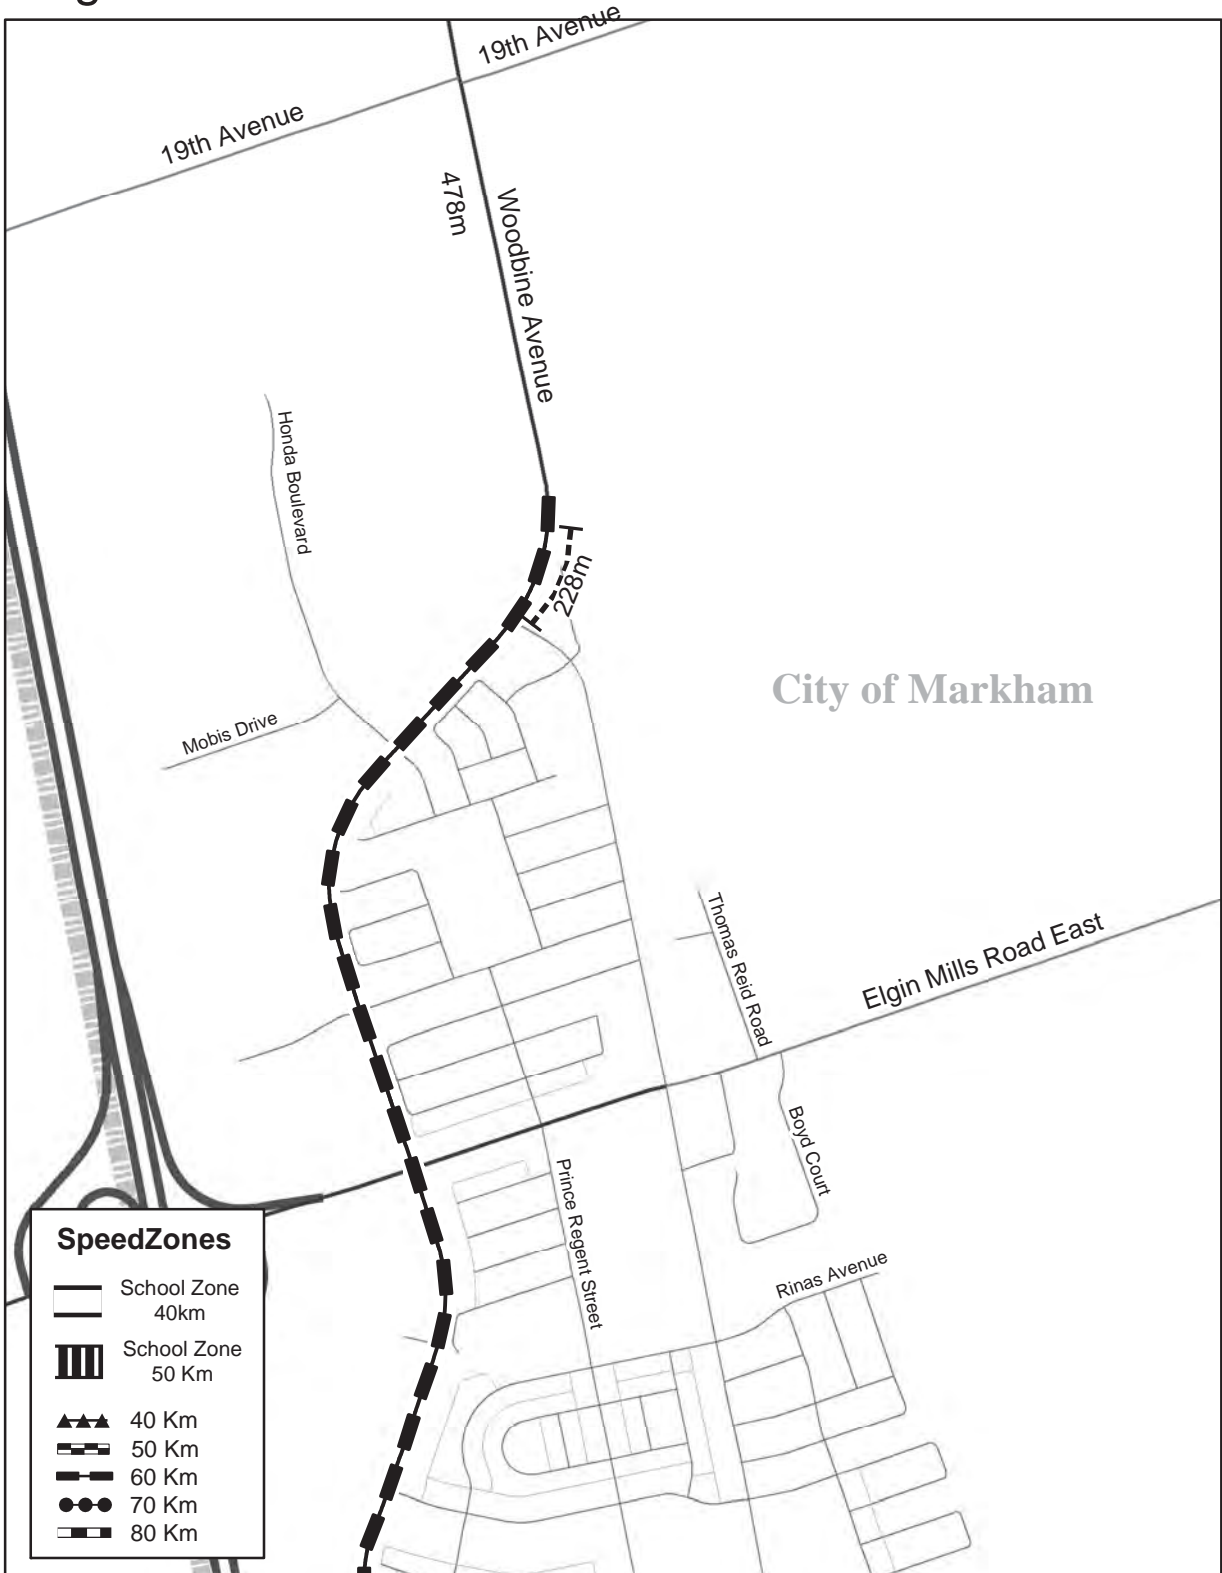 19th Avenue
19th Avenue
478m
Woodbine Avenue
Honda Boulevard
228m
City of Markham
Mobis Drive
Thomas Reid Road
Elgin Mills Road East
Boyd Court
Prince Regent Street
Rinas Avenue
SpeedZones
School Zone
40km
School Zone
50 Km
40 Km
50 Km
60 Km
70 Km
80 Km